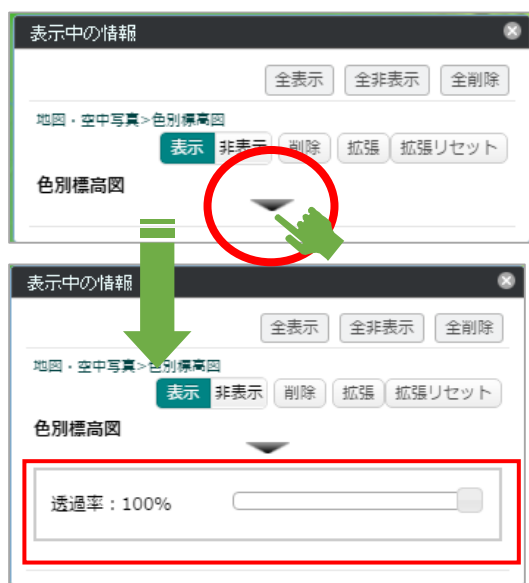 表示中の情報
全表示 全非表示 全削除
地図・空中写真>色別標高図
表示 非表示 削除 拡張 拡張リセット
色別標高図
表示中の情報
全表示 全非表示 全削除
地図・空中写真>色別標高図
表示 非表示 削除 拡張 拡張リセット
色別標高図
透過率：100%